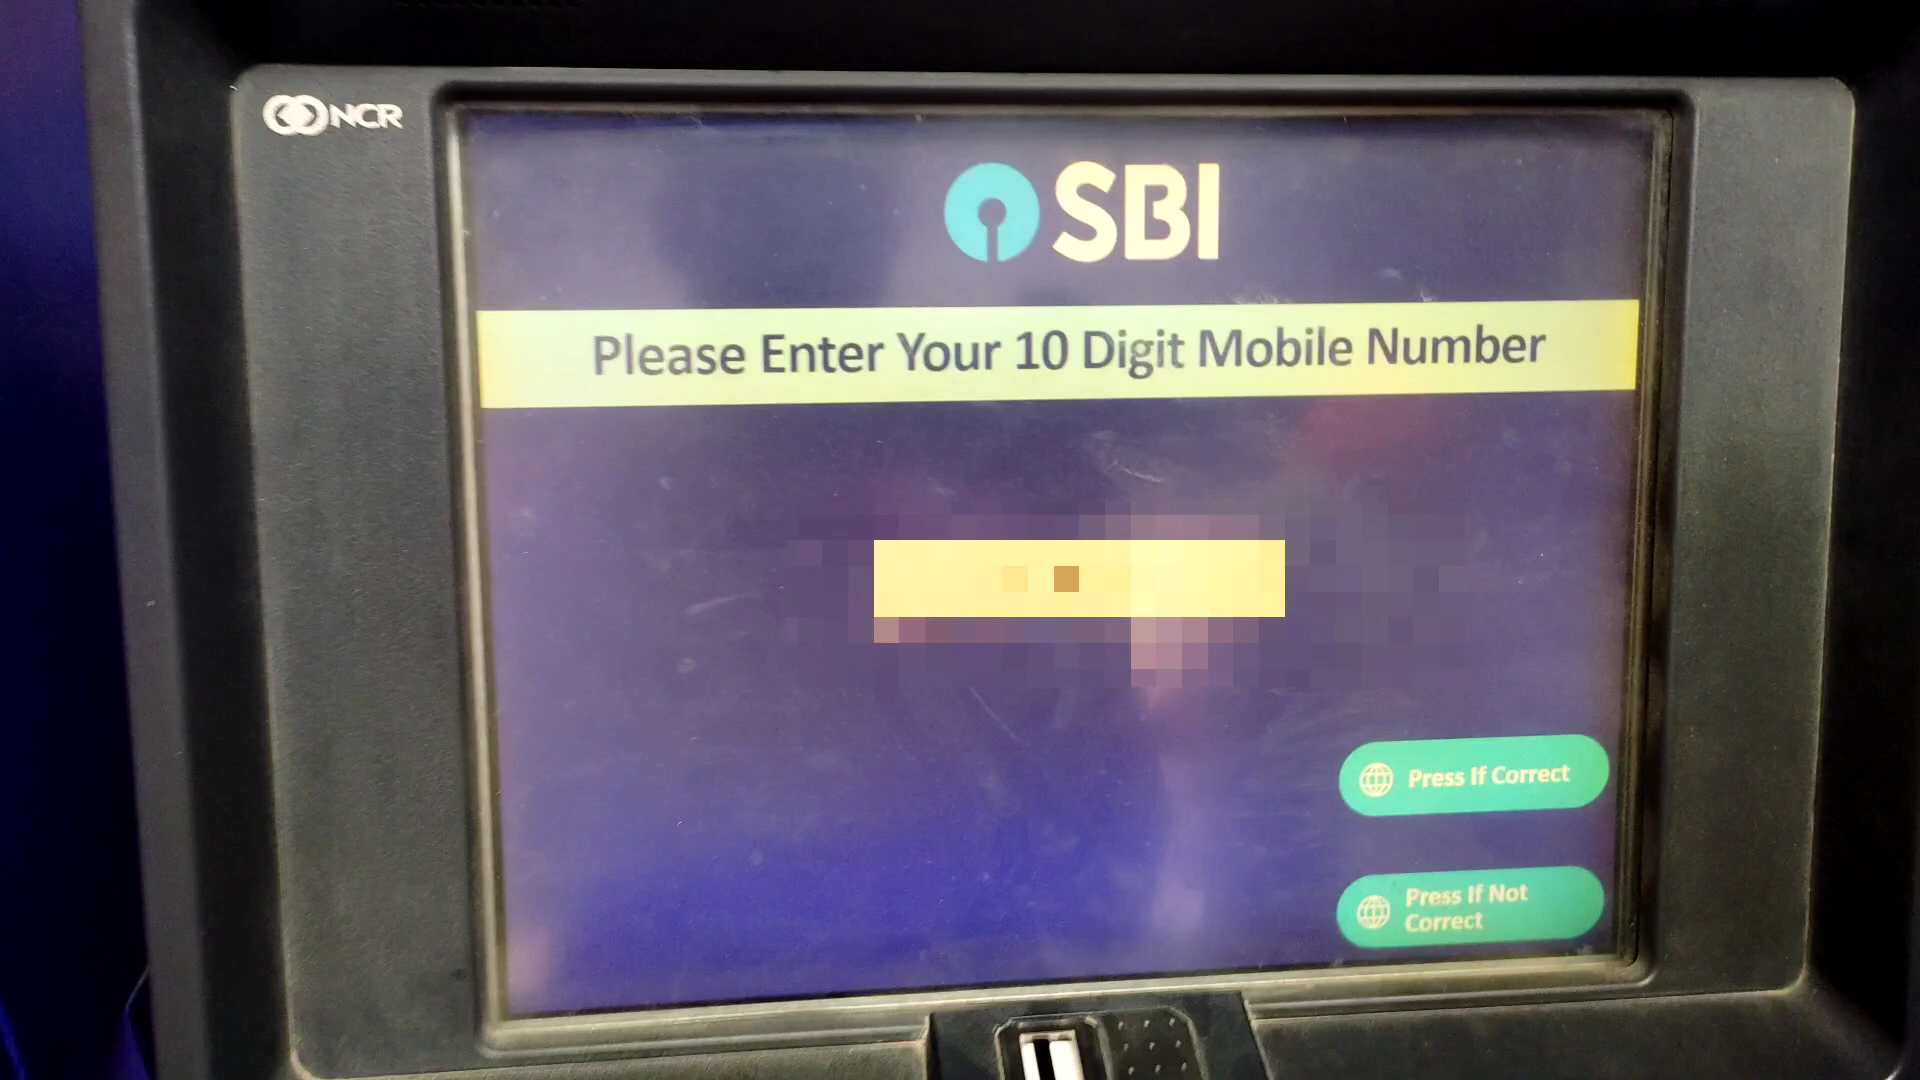 NCR
SBI
Please Enter Your 10 Digit Mobile Number
Press If Correct
Press If Not
Correct